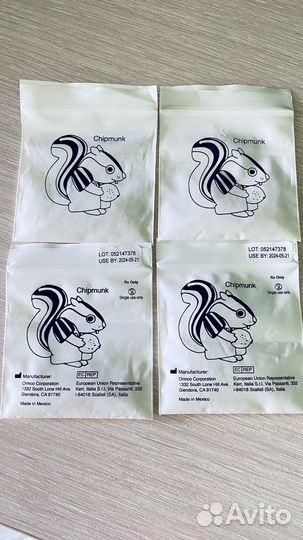 Chipmunk
Chipmunk
LOT: 052147378
USE BY: 2024-05-21
Rx Only
Chipmunk
Single use only
Manufacturer:
Ormco Corporation
1332 South Lone Hill Ave.
Glendora, CA 91740
Made in Mexico
EC REP
European Union Representative
Kerr, Italia S.r.l. Via Passanti, 332
I-84018 Scafati (SA), Italia
LOT: 052147378
USE BY: 2024-05-21
Rx Only
Chipmunk
Single use only
Manufacturer:
Ormco Corporation
1332 South Lone Hill Ave.
Glendora, CA 91740
Made in Mexico
EC REP
European Union Representative
Kerr, Italia S.r.l. Via Passanti, 332
I-84018 Scafati (SA), Italia
Avito